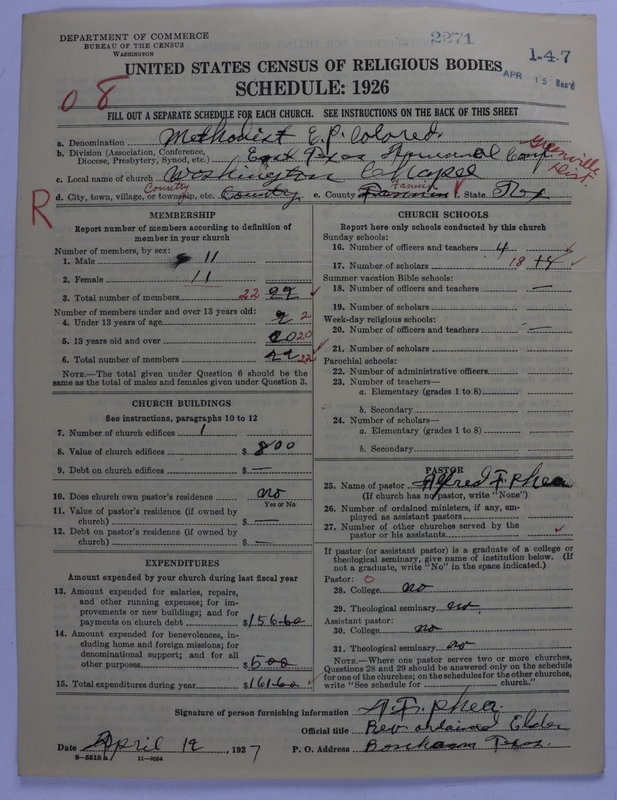 DEPARTMENT OF COMMERCE
BUREAU OF THE CENSUS
WASHINGTON
2271
1-4-7
APR 15 Rec'd
UNITED STATES CENSUS OF RELIGIOUS BODIES
SCHEDULE: 1926
08
FILL OUT A SEPARATE SCHEDULE FOR EACH CHURCH. SEE INSTRUCTIONS ON THE BACK OF THIS SHEET
a. Denomination Methodist E.P. Colored.
b. Division (Association, Conference, Diocese, Presbytery, Synod, etc.) East Texas Annual Conf. Greenville Dist.
c. Local name of church Washington Chapel
d. City, town, village, or township, etc. County County e. County Fannin Fannin f. State Tex
R
MEMBERSHIP
Report number of members according to definition of member in your church
Number of members, by sex:
1. Male 11
2. Female 11
3. Total number of members 22 22
Number of members under and over 13 years old:
4. Under 13 years of age 2 2
5. 13 years old and over 20 20
6. Total number of members 22 22
NOTE.—The total given under Question 6 should be the same as the total of males and females given under Question 3.
CHURCH BUILDINGS
See instructions, paragraphs 10 to 12
7. Number of church edifices 1
8. Value of church edifices $ 800
9. Debt on church edifices $ —
10. Does church own pastor's residence no
Yes or No
11. Value of pastor's residence (if owned by church) $ —
12. Debt on pastor's residence (if owned by church) $ —
EXPENDITURES
Amount expended by your church during last fiscal year
13. Amount expended for salaries, repairs, and other running expenses; for improvements or new buildings; and for payments on church debt $ 156.60
14. Amount expended for benevolences, including home and foreign missions; for denominational support; and for all other purposes $ 5 00
15. Total expenditures during year $ 161.60
CHURCH SCHOOLS
Report here only schools conducted by this church
Sunday schools:
16. Number of officers and teachers 4
17. Number of scholars 18
Summer vacation Bible schools:
18. Number of officers and teachers —
19. Number of scholars
Week-day religious schools:
20. Number of officers and teachers —
21. Number of scholars
Parochial schools:
22. Number of administrative officers
23. Number of teachers—
a. Elementary (grades 1 to 8)
b. Secondary
24. Number of scholars—
a. Elementary (grades 1 to 8)
b. Secondary
PASTOR
25. Name of pastor Alfred F. Rhea
(If church has no pastor, write "None")
26. Number of ordained ministers, if any, employed as assistant pastors
27. Number of other churches served by the pastor or his assistants
If pastor (or assistant pastor) is a graduate of a college or theological seminary, give name of institution below. (If not a graduate, write "No" in the space indicated.)
Pastor: 0
28. College no
29. Theological seminary no
Assistant pastor:
30. College no
31. Theological seminary no
NOTE.—Where one pastor serves two or more churches, Questions 28 and 29 should be answered only on the schedule for one of the churches; on the schedules for the other churches, write "See schedule for church."
Signature of person furnishing information A. F. Rhea.
Official title Rev. ordained Elder
Date April 12, 1927 P. O. Address Bonham Texas.
6—5518 a 11—9554